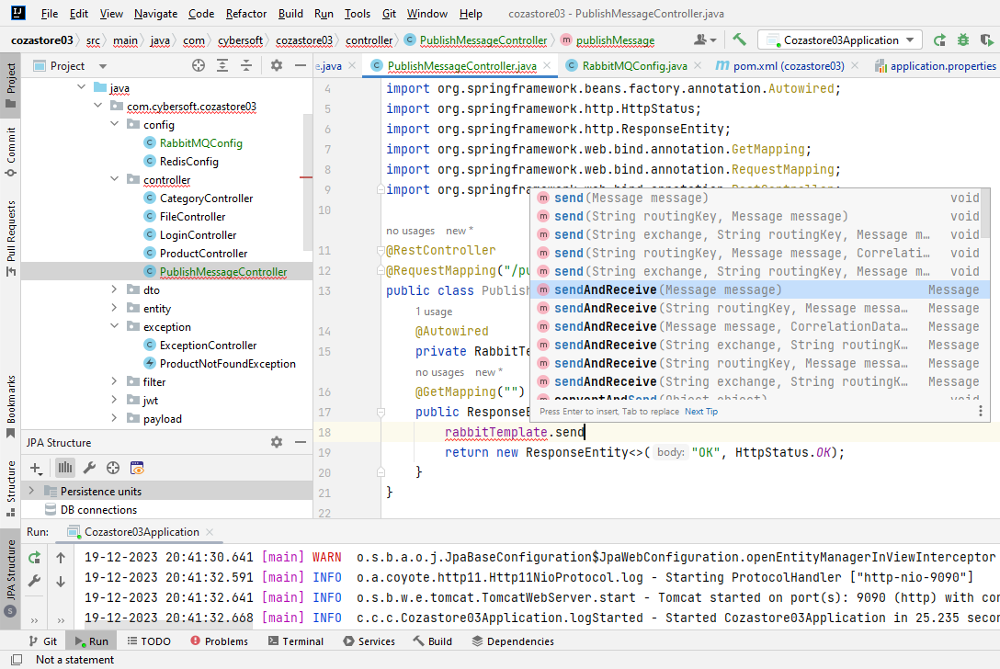 File Edit View Navigate Code Refactor Build Run Tools Git Window Help cozastore03 - PublishMessageController.java
cozastore03 src main java com cybersoft cozastore03 controller PublishMessageController publishMessage Cozastore03Application
Project
e.java PublishMessageController.java RabbitMQConfig.java pom.xml (cozastore03) application.properties
Project
Commit
Pull Requests
Bookmarks
Structure
JPA Structure
java
com.cybersoft.cozastore03
config
RabbitMQConfig
RedisConfig
controller
CategoryController
FileController
LoginController
ProductController
PublishMessageController
dto
entity
exception
ExceptionController
ProductNotFoundException
filter
jwt
payload
JPA Structure
Persistence units
DB connections
4 import org.springframework.beans.factory.annotation.Autowired;
5 import org.springframework.http.HttpStatus;
6 import org.springframework.http.ResponseEntity;
7 import org.springframework.web.bind.annotation.GetMapping;
8 import org.springframework.web.bind.annotation.RequestMapping;
9 import org.springfra
10
no usages new *
11 @RestController
12 @RequestMapping("/pu
13 public class Publish
1 usage
14 @Autowired
15 private RabbitTe
no usages new *
16 @GetMapping("")
17 public ResponseE
18 rabbitTemplate.send
19 return new ResponseEntity<>( body: "OK", HttpStatus.OK);
20 }
21 }
22
send(Message message) void
send(String routingKey, Message message) void
send(String exchange, String routingKey, Message m… void
send(String routingKey, Message message, Correlati… void
send(String exchange, String routingKey, Message m… void
sendAndReceive(Message message) Message
sendAndReceive(String routingKey, Message messa… Message
sendAndReceive(Message message, CorrelationData… Message
sendAndReceive(String exchange, String routingK… Message
sendAndReceive(String routingKey, Message messa… Message
sendAndReceive(String exchange, String routingK… Message
convertAndSend(Object object) void
Press Enter to insert, Tab to replace Next Tip
Run: Cozastore03Application
19-12-2023 20:41:30.641 [main] WARN o.s.b.a.o.j.JpaBaseConfiguration$JpaWebConfiguration.openEntityManagerInViewInterceptor
19-12-2023 20:41:32.591 [main] INFO o.a.coyote.http11.Http11NioProtocol.log - Starting ProtocolHandler ["http-nio-9090"]
19-12-2023 20:41:32.641 [main] INFO o.s.b.w.e.tomcat.TomcatWebServer.start - Tomcat started on port(s): 9090 (http) with con
19-12-2023 20:41:32.668 [main] INFO c.c.c.Cozastore03Application.logStarted - Started Cozastore03Application in 25.235 secon
Git Run TODO Problems Terminal Services Build Dependencies
Not a statement